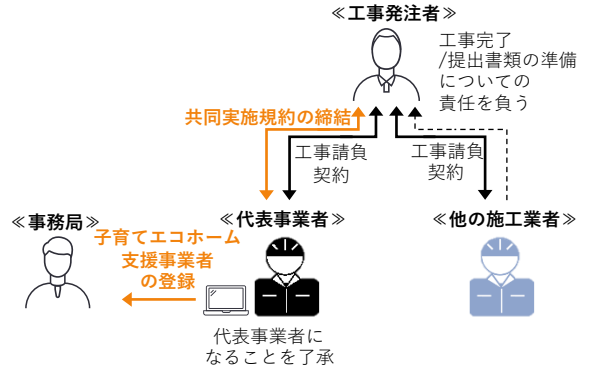 ≪工事発注者≫
工事完了
/提出書類の準備
についての
責任を負う
共同実施規約の締結
工事請負
契約
工事請負
契約
≪事務局≫
≪代表事業者≫
≪他の施工業者≫
子育てエコホーム
支援事業者
の登録
代表事業者に
なることを了承